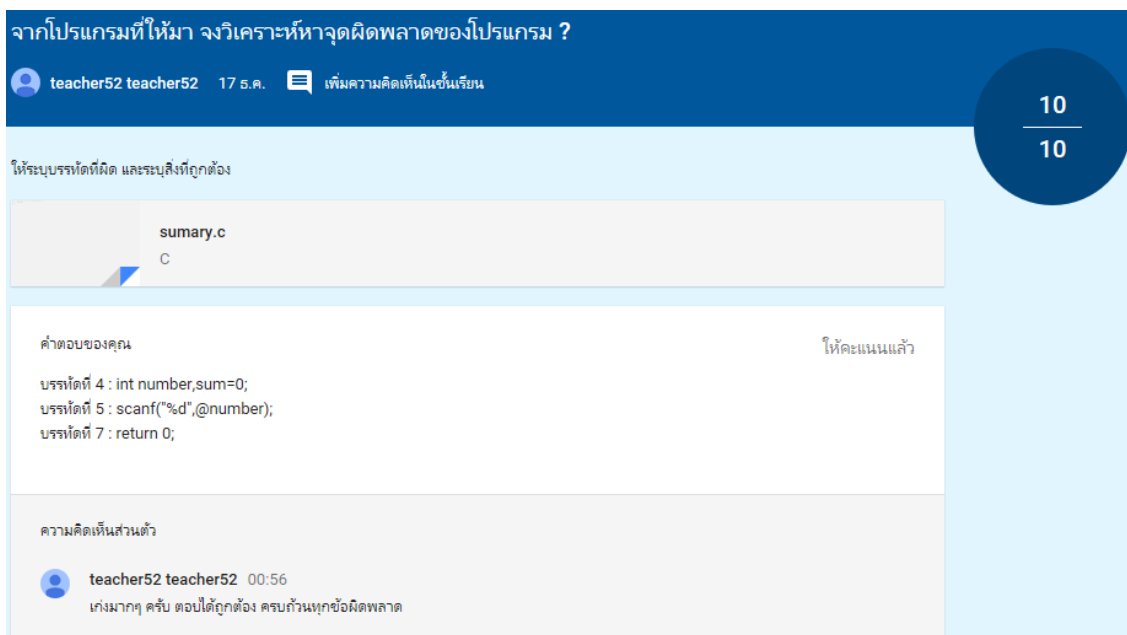 จากโปรแกรมที่ให้มา จงวิเคราะห์หาจุดผิดพลาดของโปรแกรม ?
teacher52 teacher52 17 ธ.ค. เพิ่มความคิดเห็นในชั้นเรียน
10
10
ให้ระบุบรรทัดที่ผิด และระบุสิ่งที่ถูกต้อง
sumary.c
C
คำตอบของคุณ ให้คะแนนแล้ว
บรรทัดที่ 4 : int number,sum=0;
บรรทัดที่ 5 : scanf("%d",@number);
บรรทัดที่ 7 : return 0;
ความคิดเห็นส่วนตัว
teacher52 teacher52 00:56
เก่งมากๆ ครับ ตอบได้ถูกต้อง ครบถ้วนทุกข้อผิดพลาด